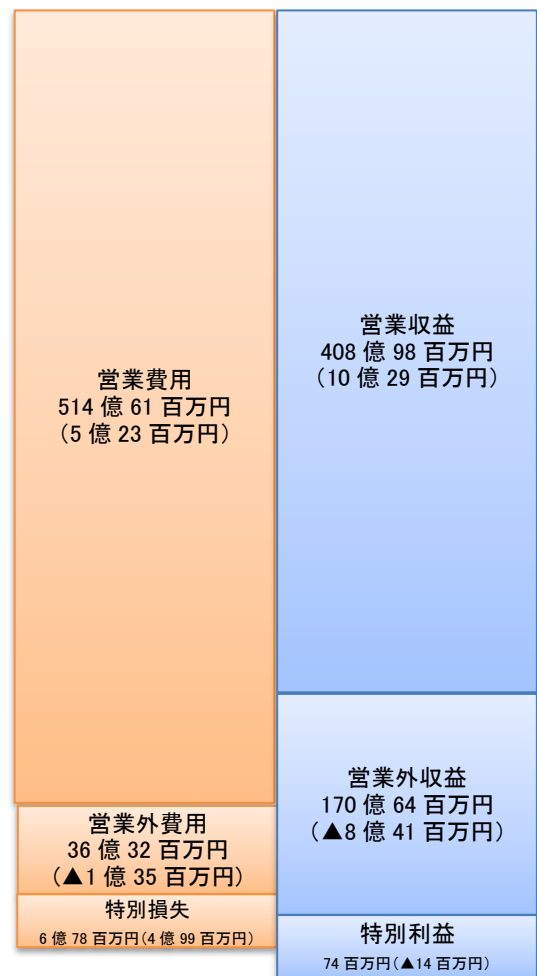 営業費用
514 億 61 百万円
（5 億 23 百万円）
営業外費用
36 億 32 百万円
（▲1 億 35 百万円）
特別損失
6 億 78 百万円（4 億 99 百万円）
営業収益
408 億 98 百万円
（10 億 29 百万円）
営業外収益
170 億 64 百万円
（▲8 億 41 百万円）
特別利益
74 百万円（▲14 百万円）